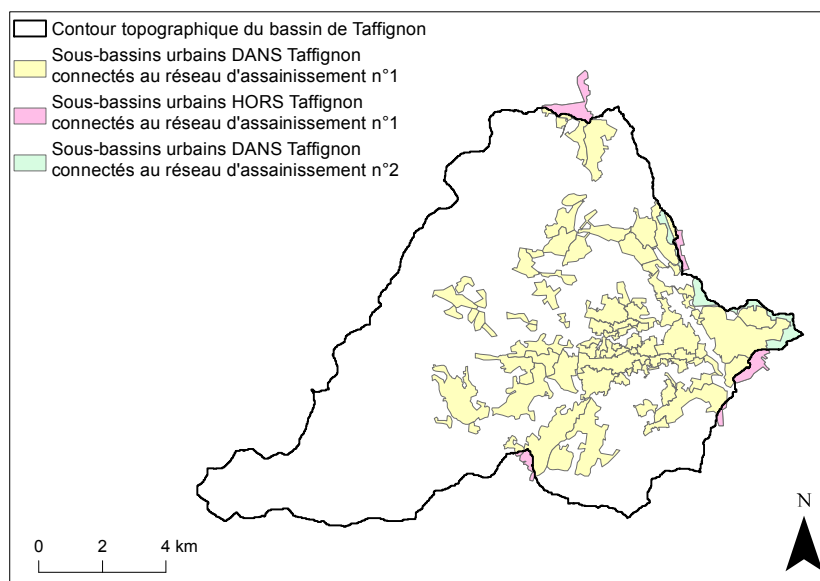 Contour topographique du bassin de Taffignon
Sous-bassins urbains DANS Taffignon
connectés au réseau d'assainissement n°1
Sous-bassins urbains HORS Taffignon
connectés au réseau d'assainissement n°1
Sous-bassins urbains DANS Taffignon
connectés au réseau d'assainissement n°2
N
0 2 4 km